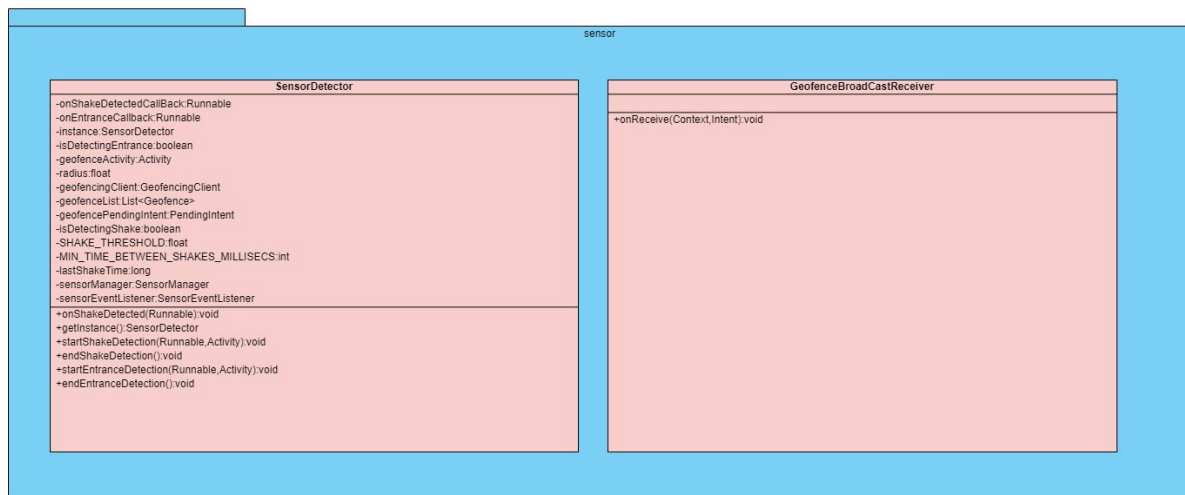 sensor
SensorDetector
-onShakeDetectedCallBack:Runnable
-onEntranceCallback:Runnable
-instance:SensorDetector
-isDetectingEntrance:boolean
-geofenceActivity:Activity
-radius:float
-geofencingClient:GeofencingClient
-geofenceList:List<Geofence>
-geofencePendingIntent:PendingIntent
-isDetectingShake:boolean
-SHAKE_THRESHOLD:float
-MIN_TIME_BETWEEN_SHAKES_MILLISECS:int
-lastShakeTime:long
-sensorManager:SensorManager
-sensorEventListener:SensorEventListener
+onShakeDetected(Runnable):void
+getInstance():SensorDetector
+startShakeDetection(Runnable,Activity):void
+endShakeDetection():void
+startEntranceDetection(Runnable,Activity):void
+endEntranceDetection():void
GeofenceBroadCastReceiver
+onReceive(Context,Intent):void